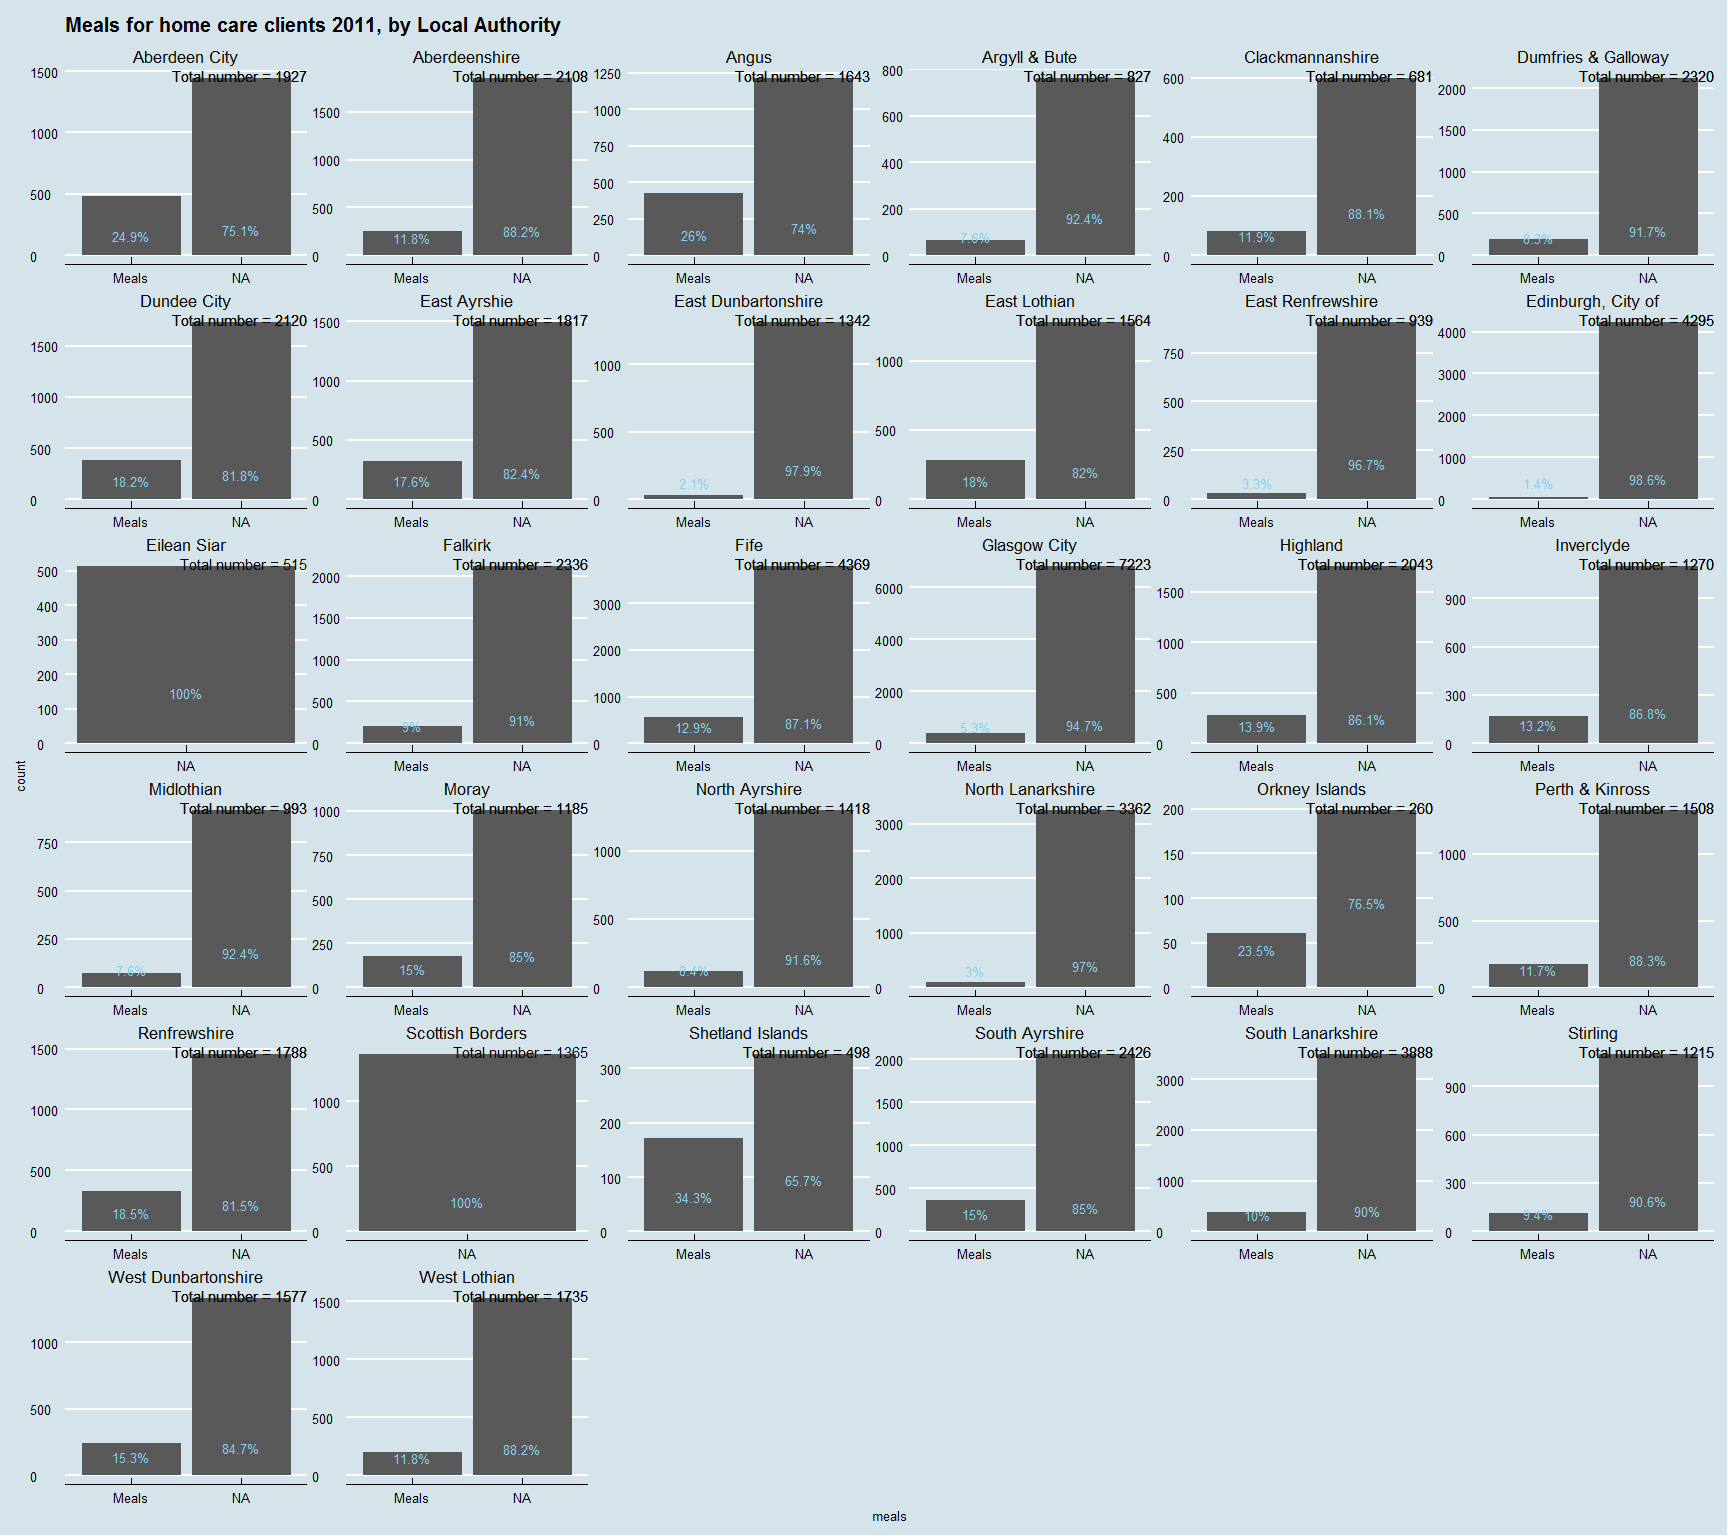 Meals for home care clients 2011, by Local Authority
Aberdeen City
Total number = 1927
1500
1000
500
0
24.9%
75.1%
Meals
NA
Aberdeenshire
Total number = 2108
1500
1000
500
0
11.8%
88.2%
Meals
NA
Angus
Total number = 1643
1250
1000
750
500
250
0
26%
74%
Meals
NA
Argyll & Bute
Total number = 827
800
600
400
200
0
7.6%
92.4%
Meals
NA
Clackmannanshire
Total number = 681
600
400
200
0
11.9%
88.1%
Meals
NA
Dumfries & Galloway
Total number = 2320
2000
1500
1000
500
0
8.3%
91.7%
Meals
NA
Dundee City
Total number = 2120
1500
1000
500
0
18.2%
81.8%
Meals
NA
East Ayrshie
Total number = 1817
1500
1000
500
0
17.6%
82.4%
Meals
NA
East Dunbartonshire
Total number = 1342
1000
500
0
2.1%
97.9%
Meals
NA
East Lothian
Total number = 1564
1000
500
0
18%
82%
Meals
NA
East Renfrewshire
Total number = 939
750
500
250
0
3.3%
96.7%
Meals
NA
Edinburgh, City of
Total number = 4295
4000
3000
2000
1000
0
1.4%
98.6%
Meals
NA
Eilean Siar
Total number = 515
500
400
300
200
100
0
100%
NA
Falkirk
Total number = 2336
2000
1500
1000
500
0
9%
91%
Meals
NA
Fife
Total number = 4369
3000
2000
1000
0
12.9%
87.1%
Meals
NA
Glasgow City
Total number = 7223
6000
4000
2000
0
5.3%
94.7%
Meals
NA
Highland
Total number = 2043
1500
1000
500
0
13.9%
86.1%
Meals
NA
Inverclyde
Total number = 1270
900
600
300
0
13.2%
86.8%
Meals
NA
count
Midlothian
Total number = 993
750
500
250
0
7.6%
92.4%
Meals
NA
Moray
Total number = 1185
1000
750
500
250
0
15%
85%
Meals
NA
North Ayrshire
Total number = 1418
1000
500
0
8.4%
91.6%
Meals
NA
North Lanarkshire
Total number = 3362
3000
2000
1000
0
3%
97%
Meals
NA
Orkney Islands
Total number = 260
200
150
100
50
0
23.5%
76.5%
Meals
NA
Perth & Kinross
Total number = 1508
1000
500
0
11.7%
88.3%
Meals
NA
Renfrewshire
Total number = 1788
1500
1000
500
0
18.5%
81.5%
Meals
NA
Scottish Borders
Total number = 1365
1000
500
0
100%
NA
Shetland Islands
Total number = 498
300
200
100
0
34.3%
65.7%
Meals
NA
South Ayrshire
Total number = 2426
2000
1500
1000
500
0
15%
85%
Meals
NA
South Lanarkshire
Total number = 3888
3000
2000
1000
0
10%
90%
Meals
NA
Stirling
Total number = 1215
900
600
300
0
9.4%
90.6%
Meals
NA
West Dunbartonshire
Total number = 1577
1000
500
0
15.3%
84.7%
Meals
NA
West Lothian
Total number = 1735
1500
1000
500
0
11.8%
88.2%
Meals
NA
meals